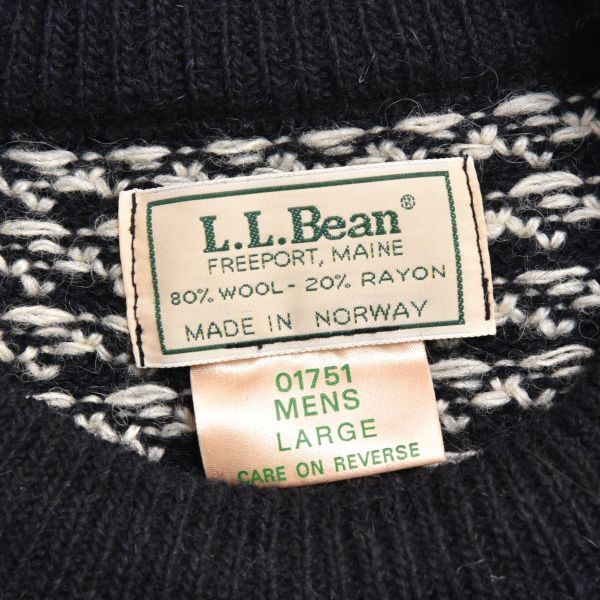 L.L.Bean®
FREEPORT, MAINE
80% WOOL - 20% RAYON
MADE IN NORWAY
01751
MENS
LARGE
CARE ON REVERSE